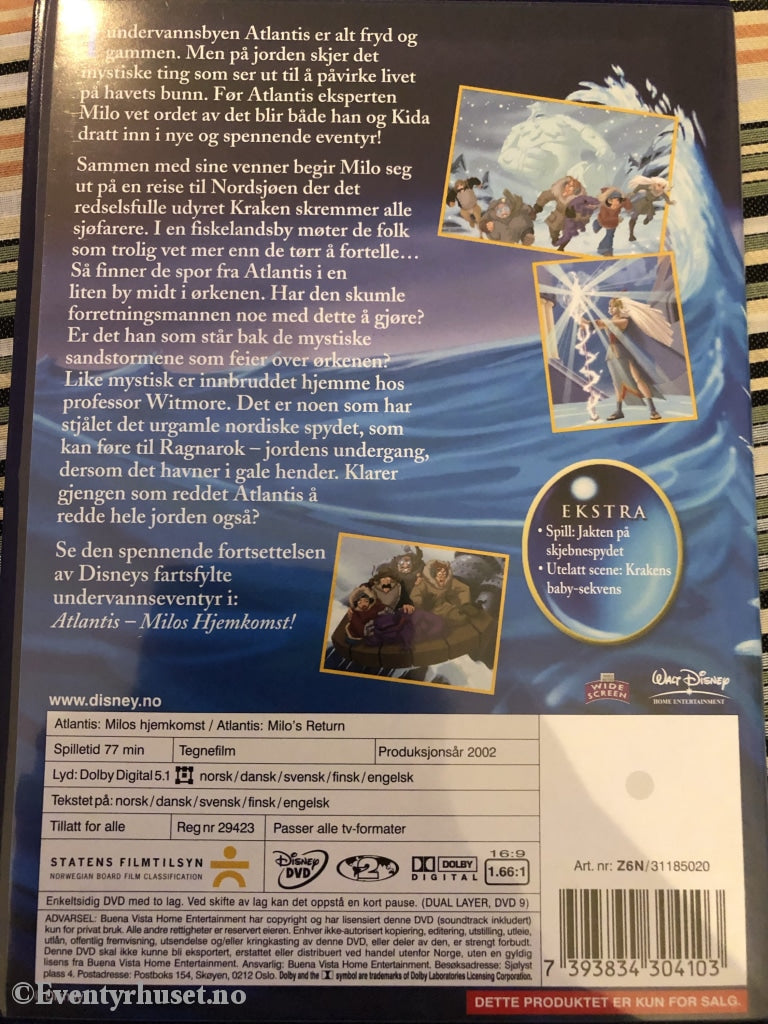 undervannsbyen Atlantis er alt fryd og
gammen. Men på jorden skjer det
mystiske ting som ser ut til å påvirke livet
på havets bunn. Før Atlantis eksperten
Milo vet ordet av det blir både han og Kida
dratt inn i nye og spennende eventyr!
Sammen med sine venner begir Milo seg
ut på en reise til Nordsjøen der det
redselsfulle udyret Kraken skremmer alle
sjøfarere. I en fiskelandsby møter de folk
som trolig vet mer enn de tørr å fortelle...
Så finner de spor fra Atlantis i en
liten by midt i ørkenen. Har den skumle
forretningsmannen noe med dette å gjøre?
Er det han som står bak de mystiske
sandstormene som feier over ørkenen?
Like mystisk er innbruddet hjemme hos
professor Witmore. Det er noen som har
stjålet det urgamle nordiske spydet, som
kan føre til Ragnarok – jordens undergang,
dersom det havner i gale hender. Klarer
gjengen som reddet Atlantis å
redde hele jorden også?
Se den spennende fortsettelsen
av Disneys fartsfylte
undervannseventyr i:
Atlantis – Milos Hjemkomst!
EKSTRA
• Spill: Jakten på
skjebnespydet
• Utelatt scene: Krakens
baby-sekvens
www.disney.no
WIDE
SCREEN
WALT DISNEY
HOME ENTERTAINMENT
Atlantis: Milos hjemkomst / Atlantis: Milo's Return
Spilletid 77 min Tegnefilm Produksjonsår 2002
Lyd: Dolby Digital 5.1 norsk / dansk / svensk / finsk / engelsk
Tekstet på: norsk / dansk / svensk / finsk / engelsk
Tillatt for alle Reg nr 29423 Passer alle tv-formater
STATENS FILMTILSYN
NORWEGIAN BOARD FILM CLASSIFICATION
Disney DVD
2
DOLBY
DIGITAL
16:9
1.66:1
Art. nr: Z6N/31185020
Enkeltsidig DVD med to lag. Ved skifte av lag kan det oppstå en kort pause. (DUAL LAYER, DVD 9)
ADVARSEL: Buena Vista Home Entertainment har copyright og har lisensiert denne DVD (soundtrack inkludert)
kun for privat bruk. Alle andre rettigheter er reservert eieren. Enhver ikke-autorisert kopiering, editering, utstilling, utleie,
utlån, offentlig fremvisning, utsendelse og/eller kringkasting av denne DVD, eller deler av den, er strengt forbudt.
Denne DVD skal ikke kunne bli eksportert, erstattet eller distribuert ved handel utenfor Norge, uten en gyldig
lisens fra Buena Vista Home Entertainment. Ansvarlig: Buena Vista Home Entertainment. Besøksadresse: Sjølyst
plass 4. Postadresse: Postboks 154, Skøyen, 0212 Oslo. Dolby and the symbol are trademarks of Dolby Laboratories Licensing Corporation.
7 393834 304103
DETTE PRODUKTET ER KUN FOR SALG.
©Eventyrhuset.no